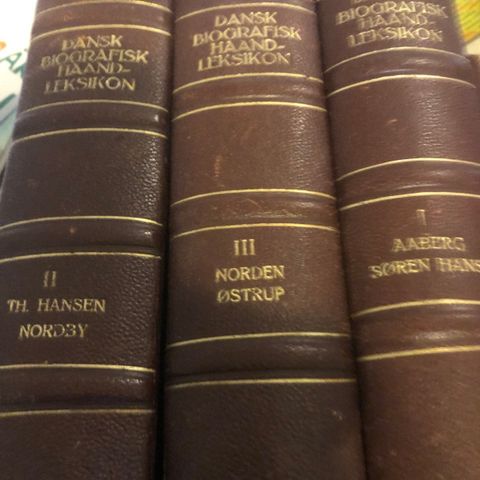 DANSK
BIOGRAFISK
HAAND-
LEKSIKON
II
TH. HANSEN
NORDBY
DANSK
BIOGRAFISK
HAAND-
LEKSIKON
III
NORDEN
ØSTRUP
BIOGRAFISK
HAAND-
LEKSIKON
I
AABERG
SØREN HANS